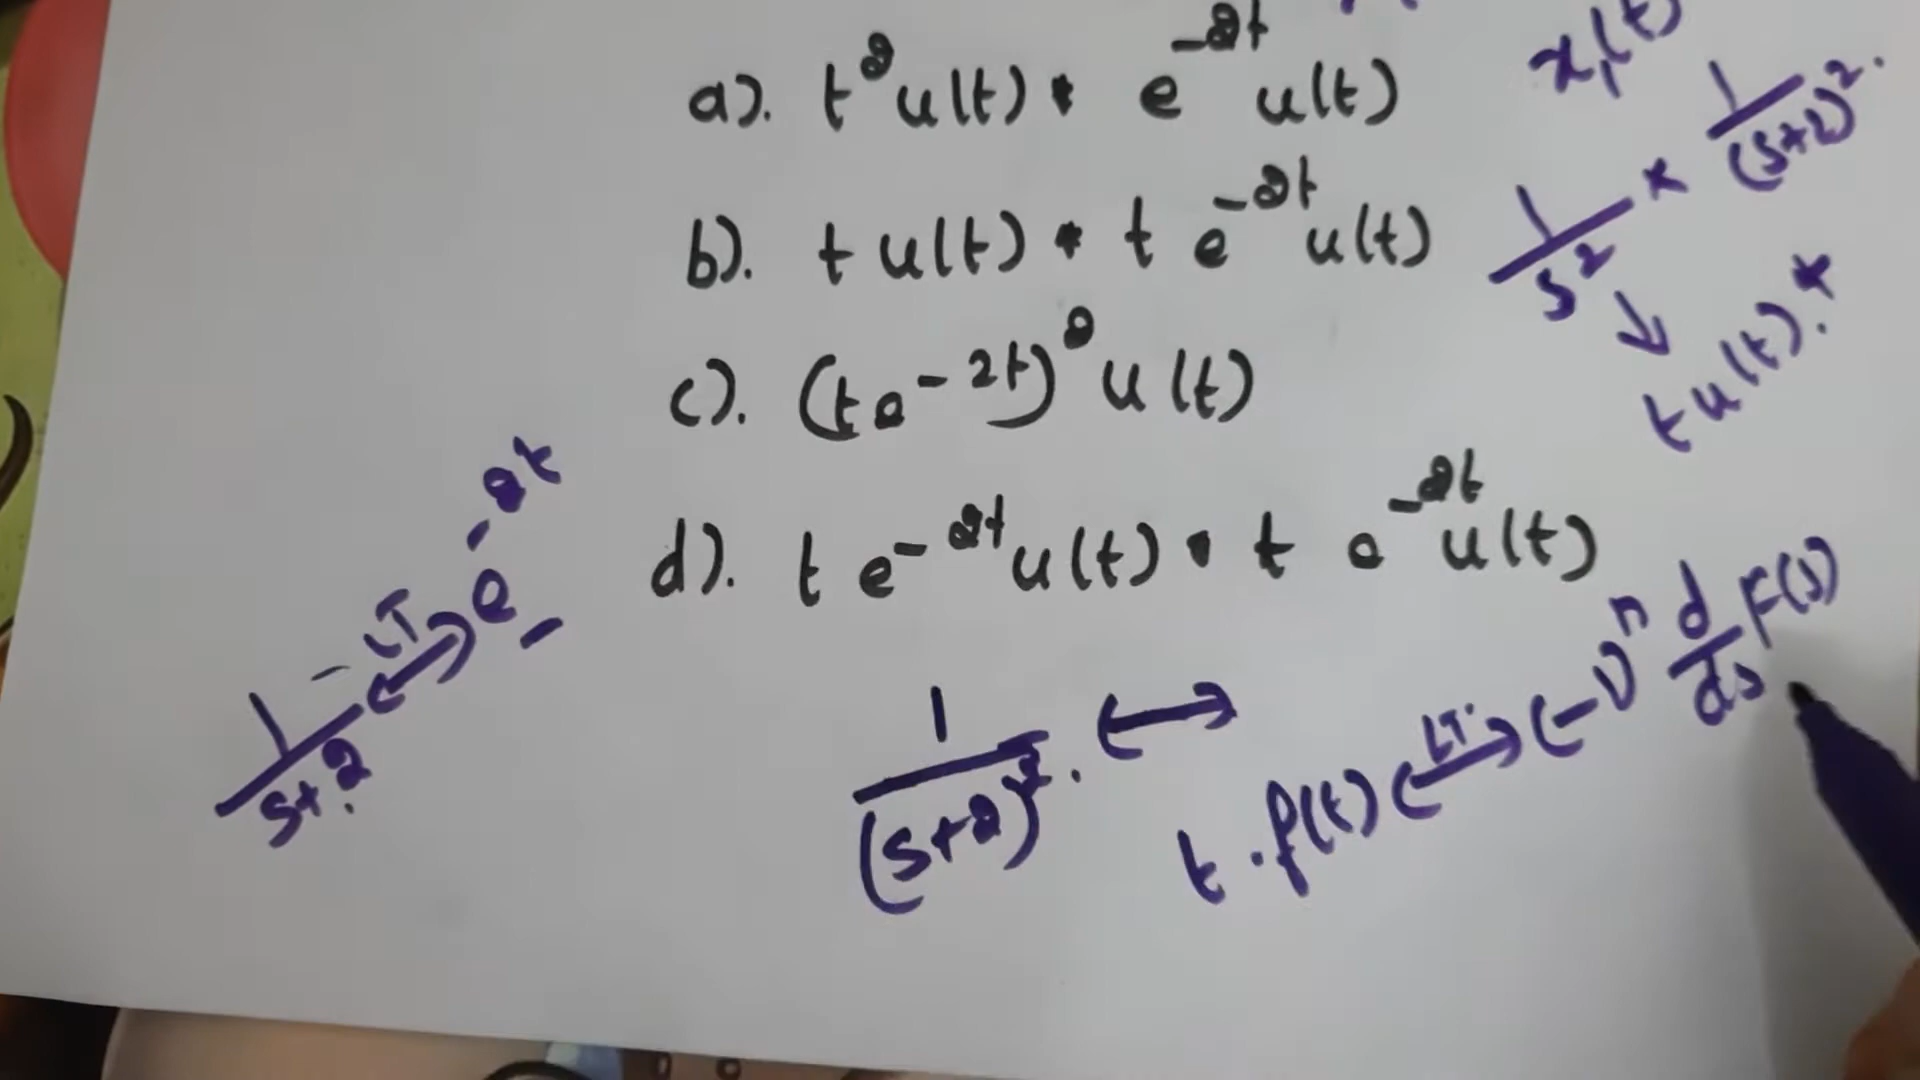 a). t² u(t) * e^-2t u(t)
b). t u(t) * t e^-2t u(t)
c). (t e^-2t)² u(t)
d). t e^-2t u(t) * t e^-2t u(t)
x₁(t)
1/s² * 1/(s+2)².
↓
t u(t). *
1/(s+2) ←LT→ e^-2t
1/(s+2)². ↔
t . f(t) ←LT→ (-1)^n d/ds F(s)